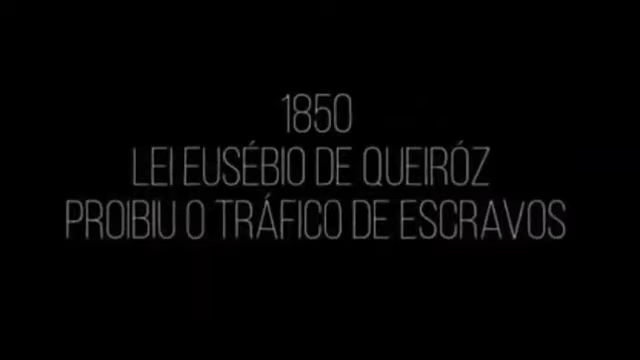 1850
LEI EUSÉBIO DE QUEIRÓZ
PROIBIU O TRÁFICO DE ESCRAVOS